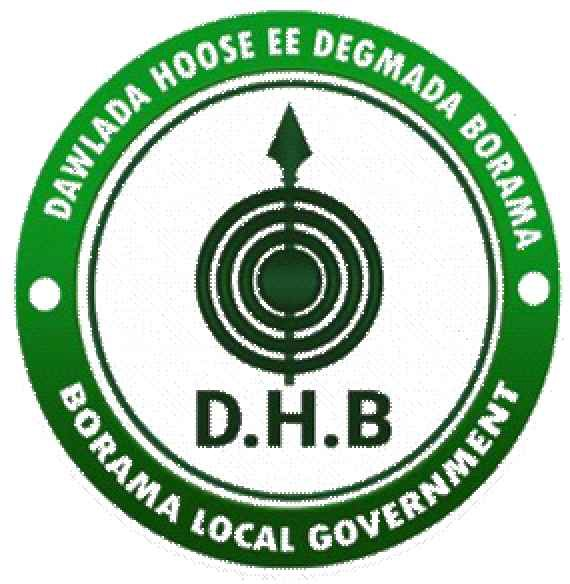 DAWLADA HOOSE EE DEGMADA BORAMA
D.H.B
BORAMA LOCAL GOVERNMENT